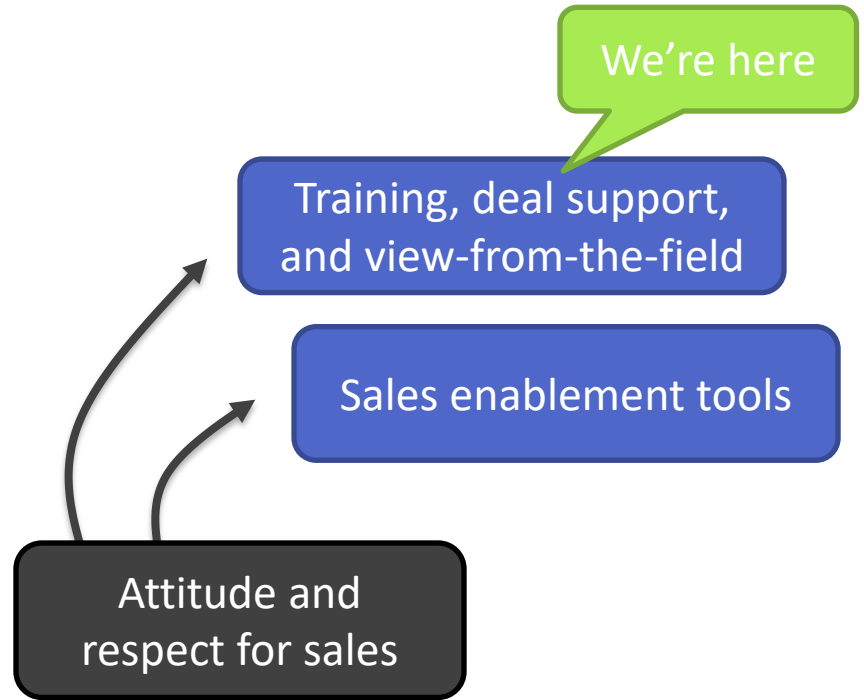 We’re here
Training, deal support,
and view-from-the-field
Sales enablement tools
Attitude and
respect for sales